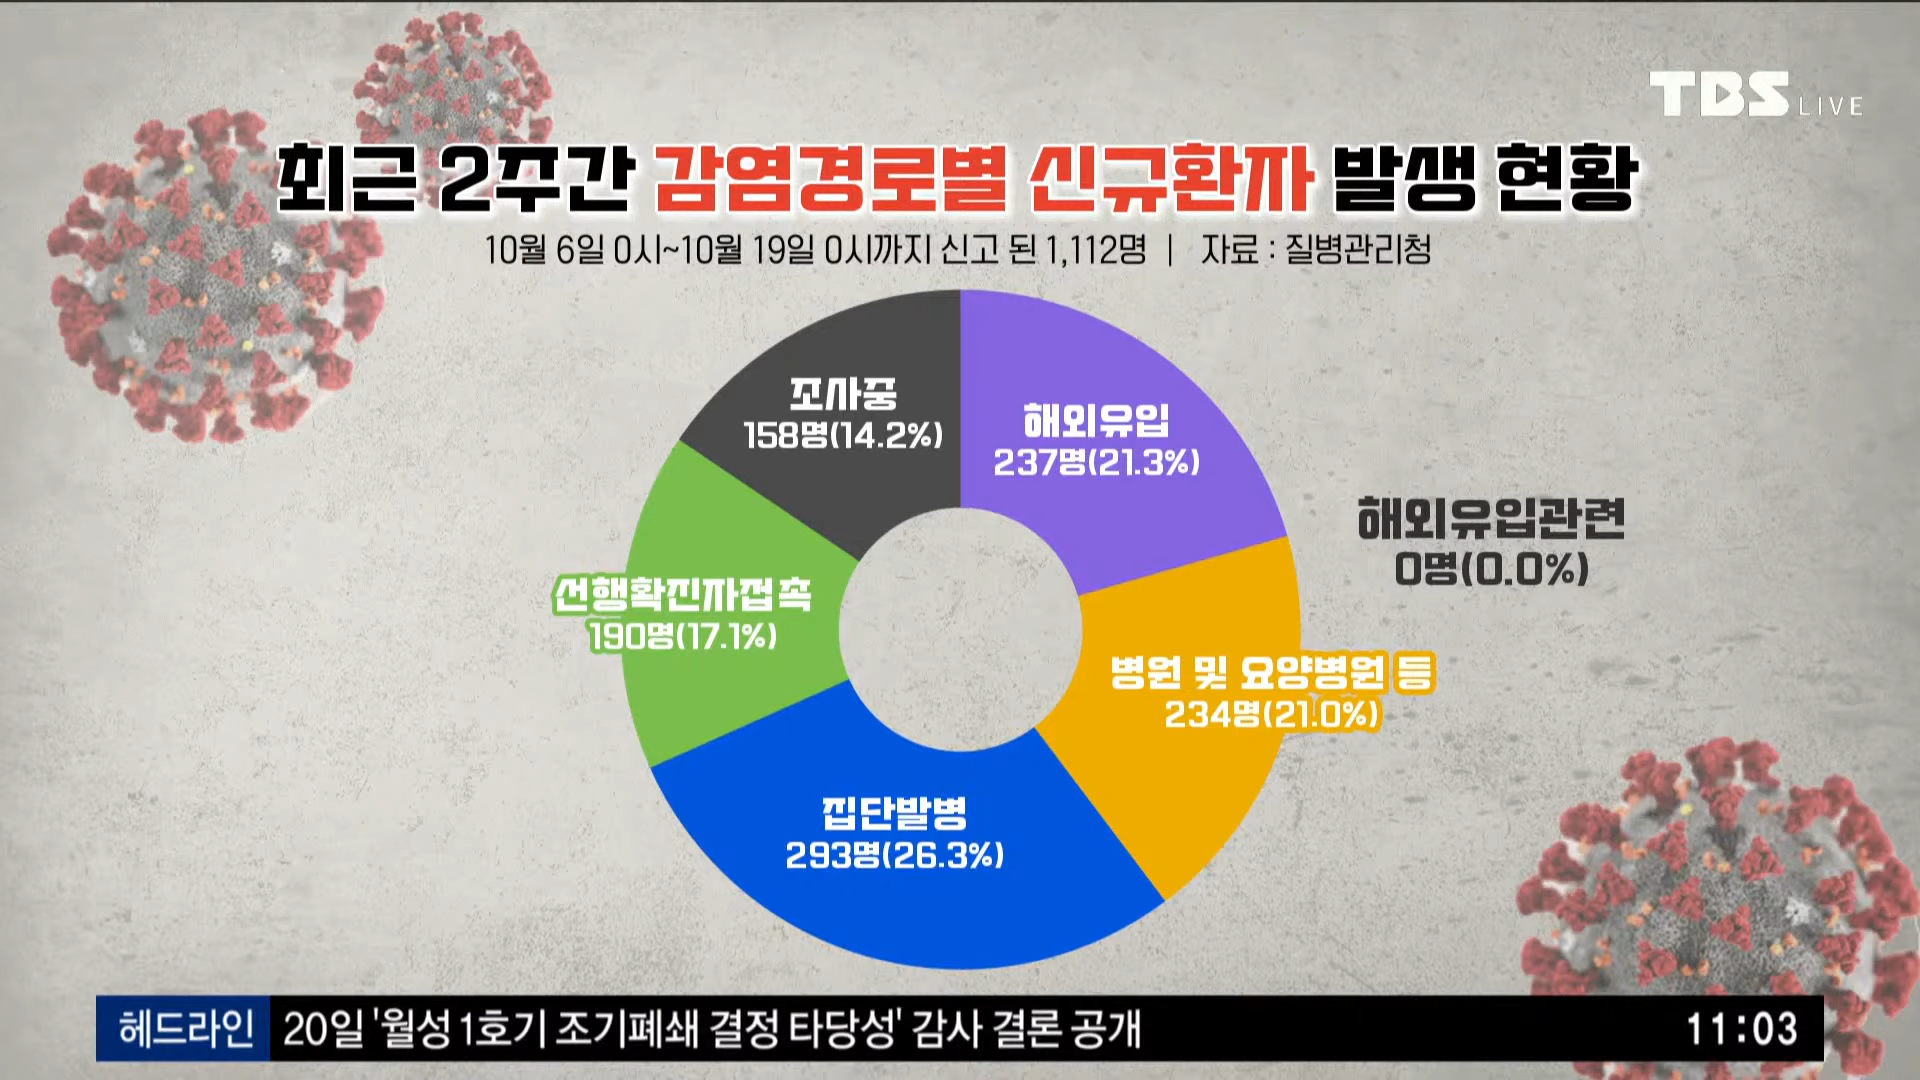 TBS LIVE
최근 2주간 감염경로별 신규환자 발생 현황
10월 6일 0시~10월 19일 0시까지 신고 된 1,112명 | 자료 : 질병관리청
조사중
158명(14.2%)
해외유입
237명(21.3%)
해외유입관련
0명(0.0%)
선행확진자접촉
190명(17.1%)
병원 및 요양병원 등
234명(21.0%)
집단발병
293명(26.3%)
헤드라인 20일 '월성 1호기 조기폐쇄 결정 타당성' 감사 결론 공개 11:03